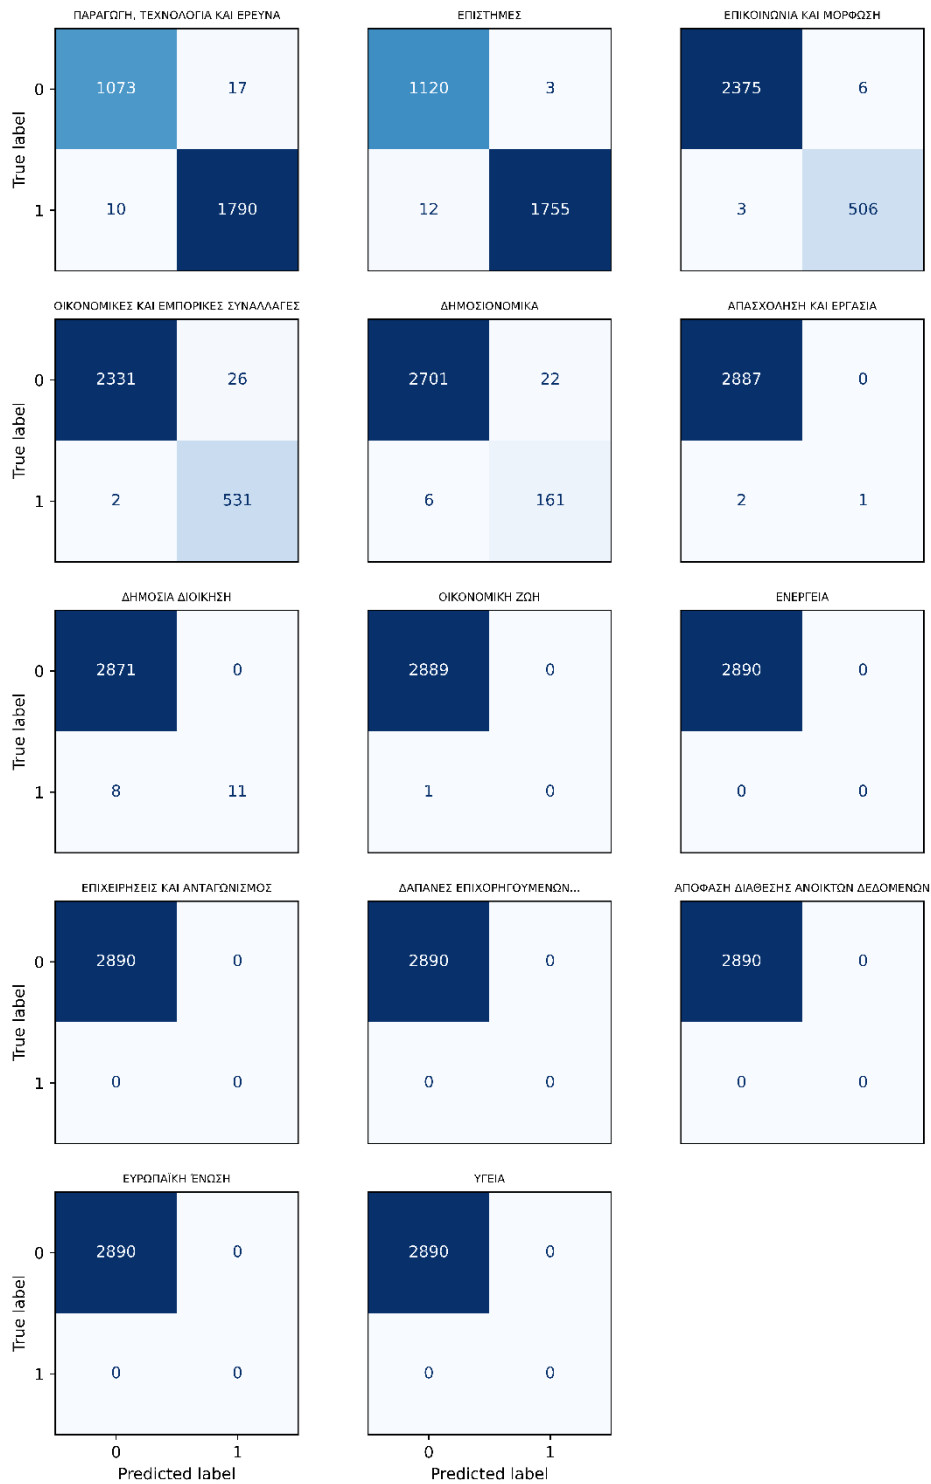 ΠΑΡΑΓΩΓΗ, ΤΕΧΝΟΛΟΓΙΑ ΚΑΙ ΕΡΕΥΝΑ
ΕΠΙΣΤΗΜΕΣ
ΕΠΙΚΟΙΝΩΝΙΑ ΚΑΙ ΜΟΡΦΩΣΗ
0 1073 17 1120 3 2375 6
True label
1 10 1790 12 1755 3 506
ΟΙΚΟΝΟΜΙΚΕΣ ΚΑΙ ΕΜΠΟΡΙΚΕΣ ΣΥΝΑΛΛΑΓΕΣ
ΔΗΜΟΣΙΟΝΟΜΙΚΑ
ΑΠΑΣΧΟΛΗΣΗ ΚΑΙ ΕΡΓΑΣΙΑ
0 2331 26 2701 22 2887 0
True label
1 2 531 6 161 2 1
ΔΗΜΟΣΙΑ ΔΙΟΙΚΗΣΗ
ΟΙΚΟΝΟΜΙΚΗ ΖΩΗ
ΕΝΕΡΓΕΙΑ
0 2871 0 2889 0 2890 0
True label
1 8 11 1 0 0 0
ΕΠΙΧΕΙΡΗΣΕΙΣ ΚΑΙ ΑΝΤΑΓΩΝΙΣΜΟΣ
ΔΑΠΑΝΕΣ ΕΠΙΧΟΡΗΓΟΥΜΕΝΩΝ...
ΑΠΟΦΑΣΗ ΔΙΑΘΕΣΗΣ ΑΝΟΙΚΤΩΝ ΔΕΔΟΜΕΝΩΝ
0 2890 0 2890 0 2890 0
True label
1 0 0 0 0 0 0
ΕΥΡΩΠΑΪΚΗ ΈΝΩΣΗ
ΥΓΕΙΑ
0 2890 0 2890 0
True label
1 0 0 0 0
0 1 0 1
Predicted label
Predicted label